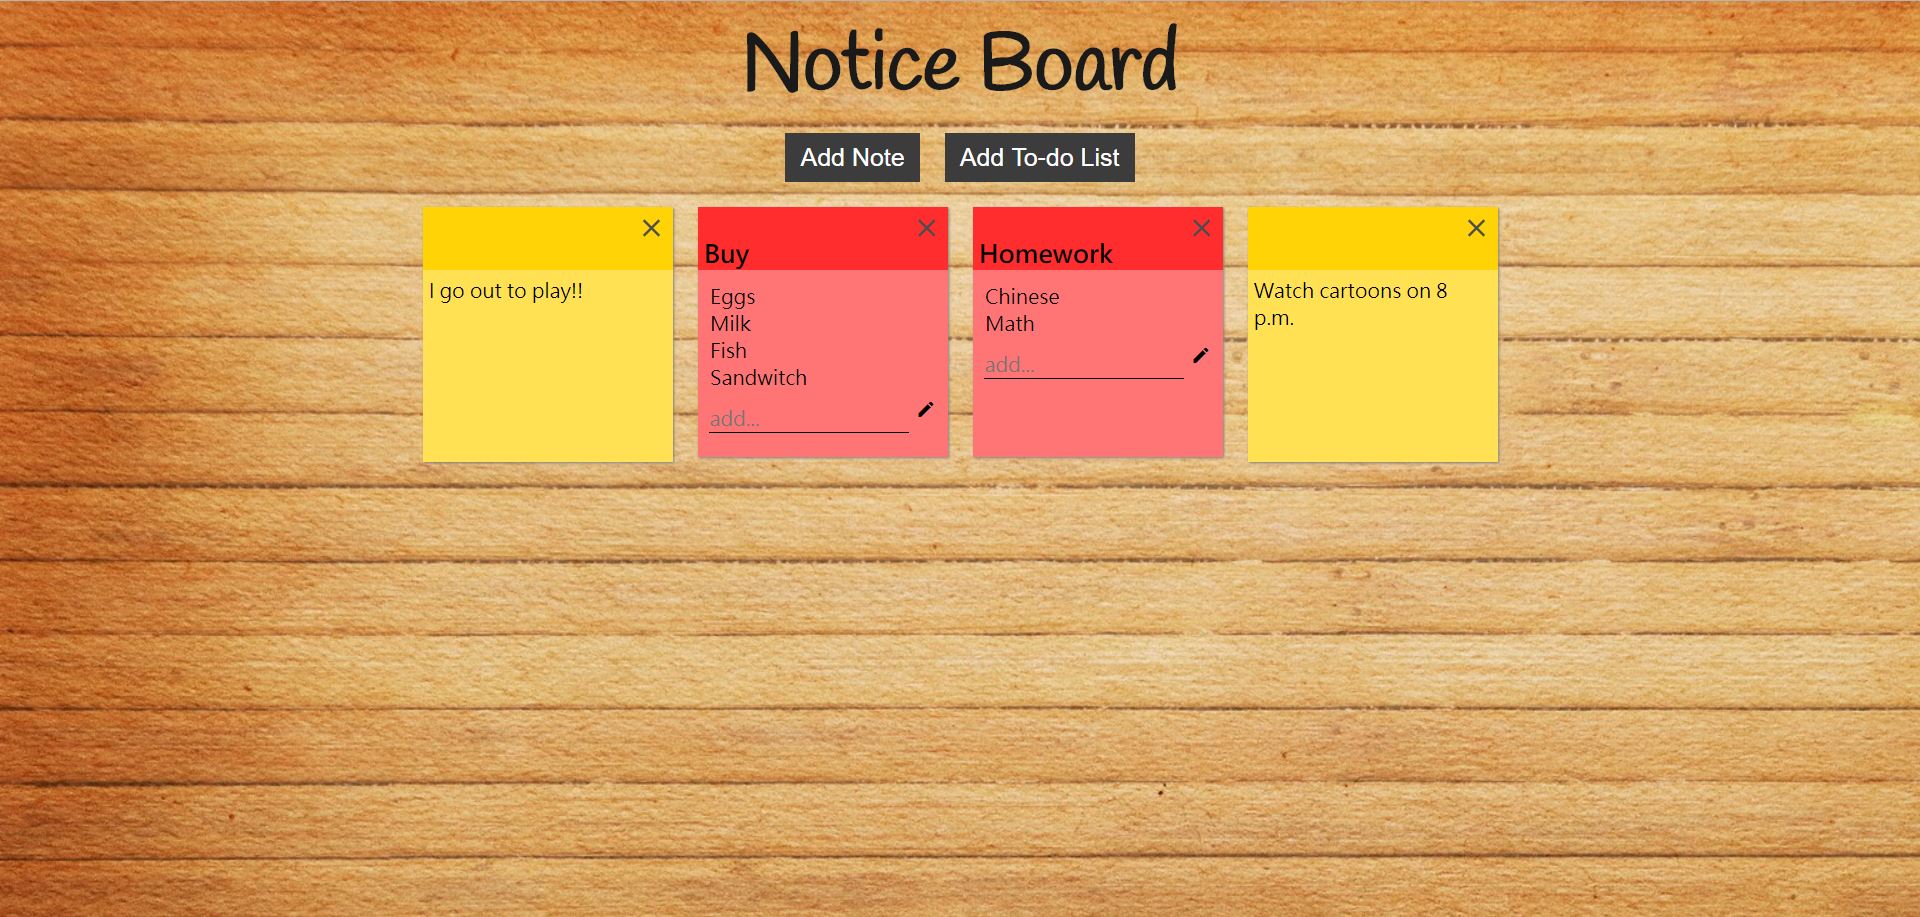 Notice Board
Add Note
Add To-do List
I go out to play!!
Buy
Eggs
Milk
Fish
Sandwitch
add...
Homework
Chinese
Math
add...
Watch cartoons on 8
p.m.